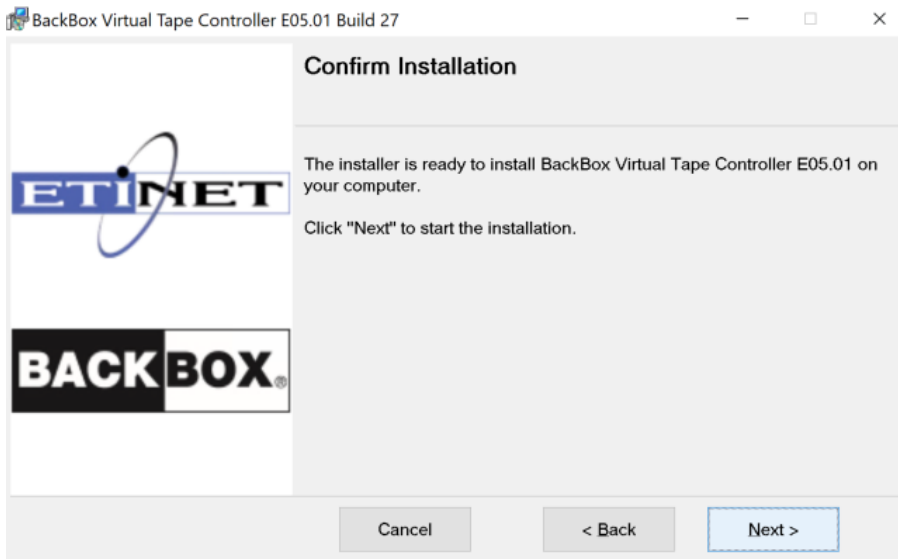 BackBox Virtual Tape Controller E05.01 Build 27
Confirm Installation
The installer is ready to install BackBox Virtual Tape Controller E05.01 on
your computer.
Click "Next" to start the installation.
ETINET
BACKBOX®
Cancel
< Back
Next >